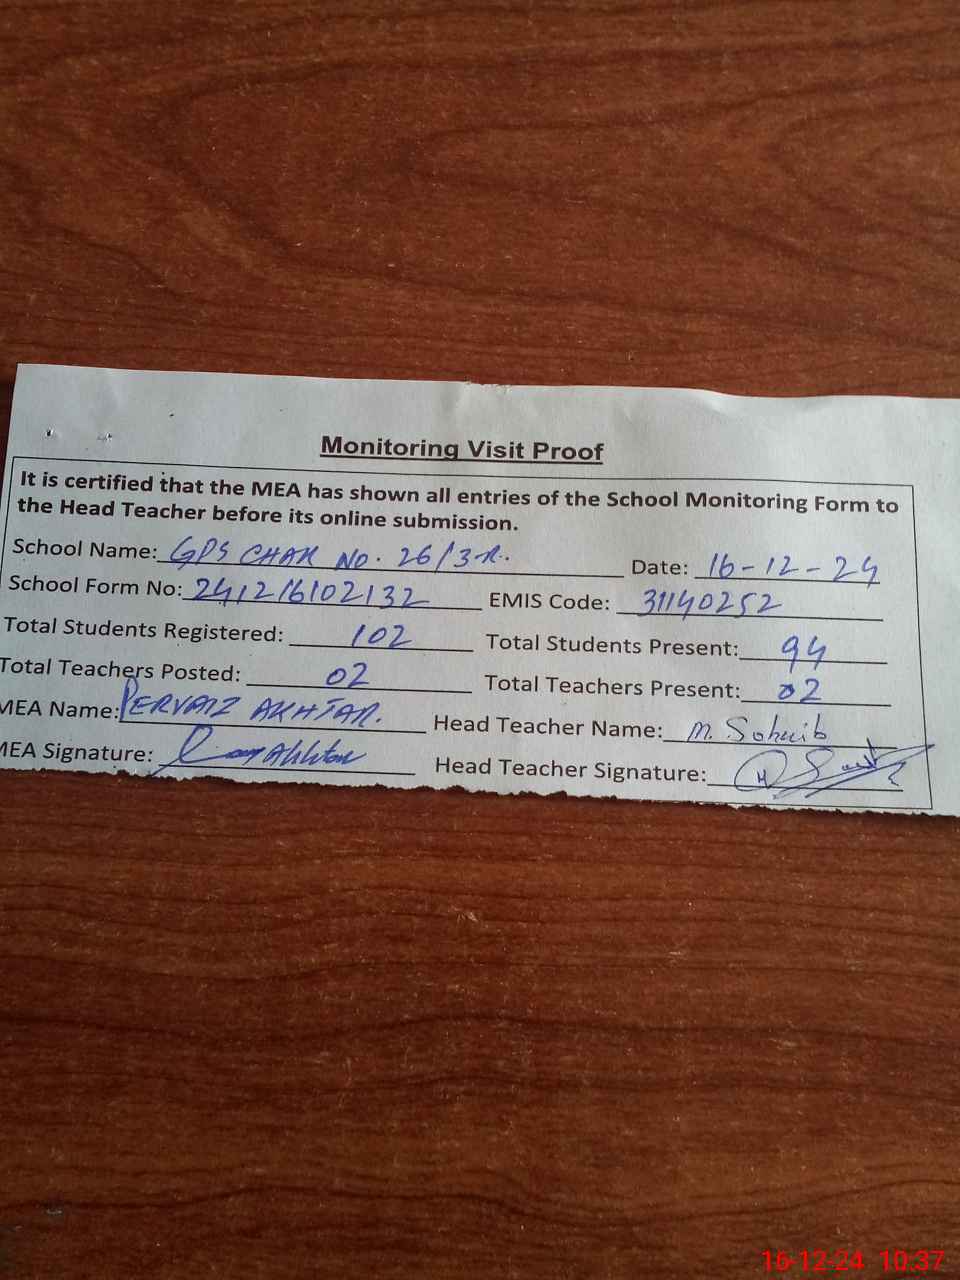 Monitoring Visit Proof
It is certified that the MEA has shown all entries of the School Monitoring Form to
the Head Teacher before its online submission.
School Name: GPS CHAK No. 26/3-R. Date: 16-12-24
School Form No: 241216102132 EMIS Code: 31140252
Total Students Registered: 102 Total Students Present: 94
Total Teachers Posted: 02 Total Teachers Present: 02
MEA Name: PERVAIZ AKHTAR. Head Teacher Name: M. Sohaib
MEA Signature: Head Teacher Signature:
16-12-24 10:37